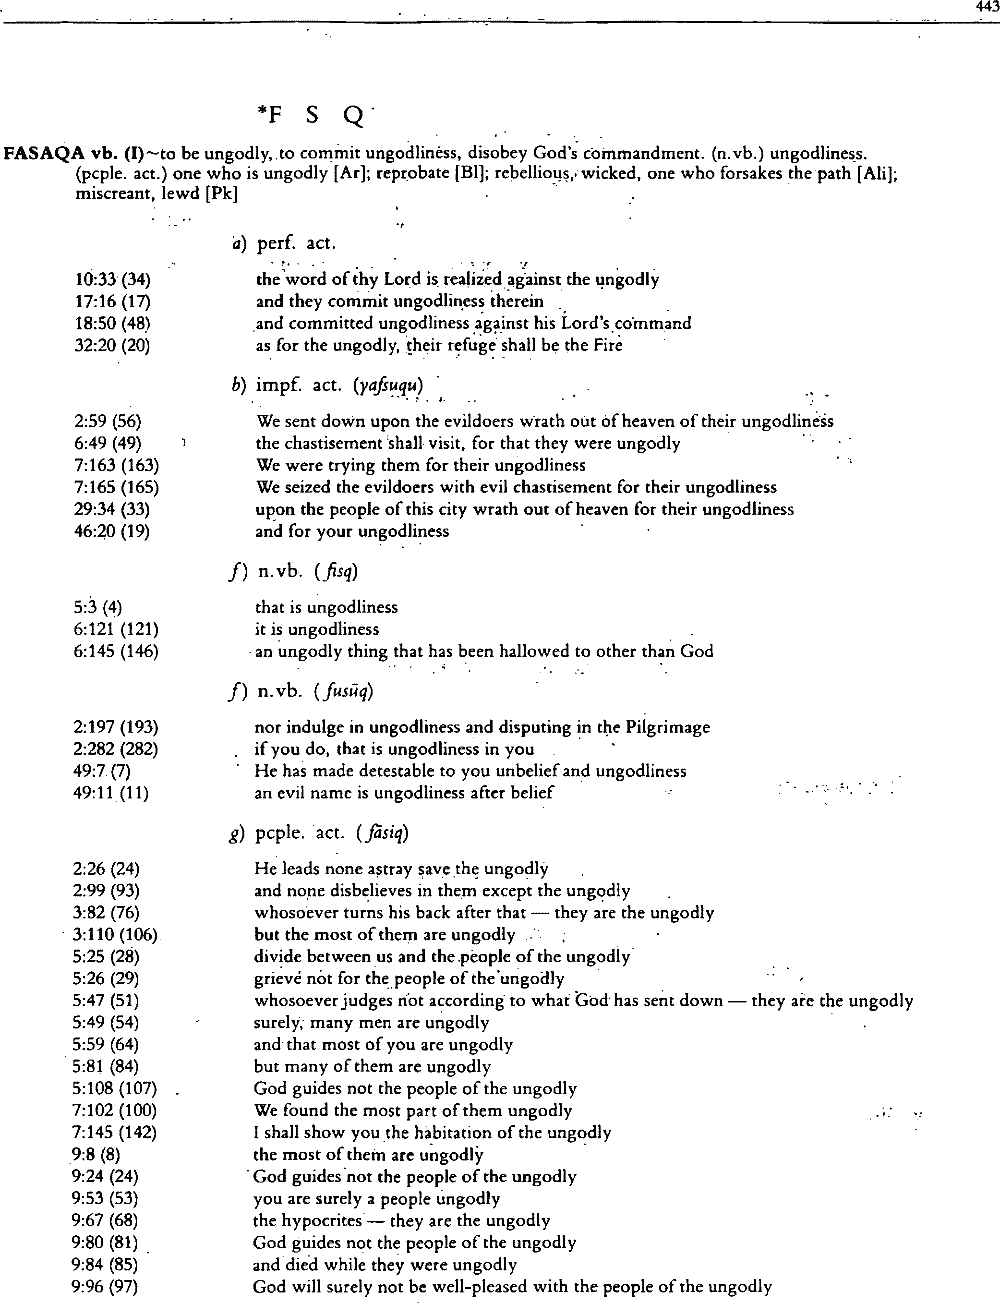 443
*F S Q
FASAQA vb. (I)~to be ungodly, to commit ungodliness, disobey God's commandment. (n.vb.) ungodliness.
(pcple. act.) one who is ungodly [Ar]; reprobate [Bl]; rebellious, wicked, one who forsakes the path [Ali];
miscreant, lewd [Pk]
a) perf. act.
10:33 (34) the word of thy Lord is realized against the ungodly
17:16 (17) and they commit ungodliness therein
18:50 (48) and committed ungodliness against his Lord's command
32:20 (20) as for the ungodly, their refuge shall be the Fire
b) impf. act. (yafsuqu)
2:59 (56) We sent down upon the evildoers wrath out of heaven of their ungodliness
6:49 (49) the chastisement shall visit, for that they were ungodly
7:163 (163) We were trying them for their ungodliness
7:165 (165) We seized the evildoers with evil chastisement for their ungodliness
29:34 (33) upon the people of this city wrath out of heaven for their ungodliness
46:20 (19) and for your ungodliness
f) n.vb. (fisq)
5:3 (4) that is ungodliness
6:121 (121) it is ungodliness
6:145 (146) an ungodly thing that has been hallowed to other than God
f) n.vb. (fusūq)
2:197 (193) nor indulge in ungodliness and disputing in the Pilgrimage
2:282 (282) if you do, that is ungodliness in you
49:7 (7) He has made detestable to you unbelief and ungodliness
49:11 (11) an evil name is ungodliness after belief
g) pcple. act. (fāsiq)
2:26 (24) He leads none astray save the ungodly
2:99 (93) and none disbelieves in them except the ungodly
3:82 (76) whosoever turns his back after that — they are the ungodly
3:110 (106) but the most of them are ungodly
5:25 (28) divide between us and the people of the ungodly
5:26 (29) grieve not for the people of the ungodly
5:47 (51) whosoever judges not according to what God has sent down — they are the ungodly
5:49 (54) surely, many men are ungodly
5:59 (64) and that most of you are ungodly
5:81 (84) but many of them are ungodly
5:108 (107) God guides not the people of the ungodly
7:102 (100) We found the most part of them ungodly
7:145 (142) I shall show you the habitation of the ungodly
9:8 (8) the most of them are ungodly
9:24 (24) God guides not the people of the ungodly
9:53 (53) you are surely a people ungodly
9:67 (68) the hypocrites — they are the ungodly
9:80 (81) God guides not the people of the ungodly
9:84 (85) and died while they were ungodly
9:96 (97) God will surely not be well-pleased with the people of the ungodly